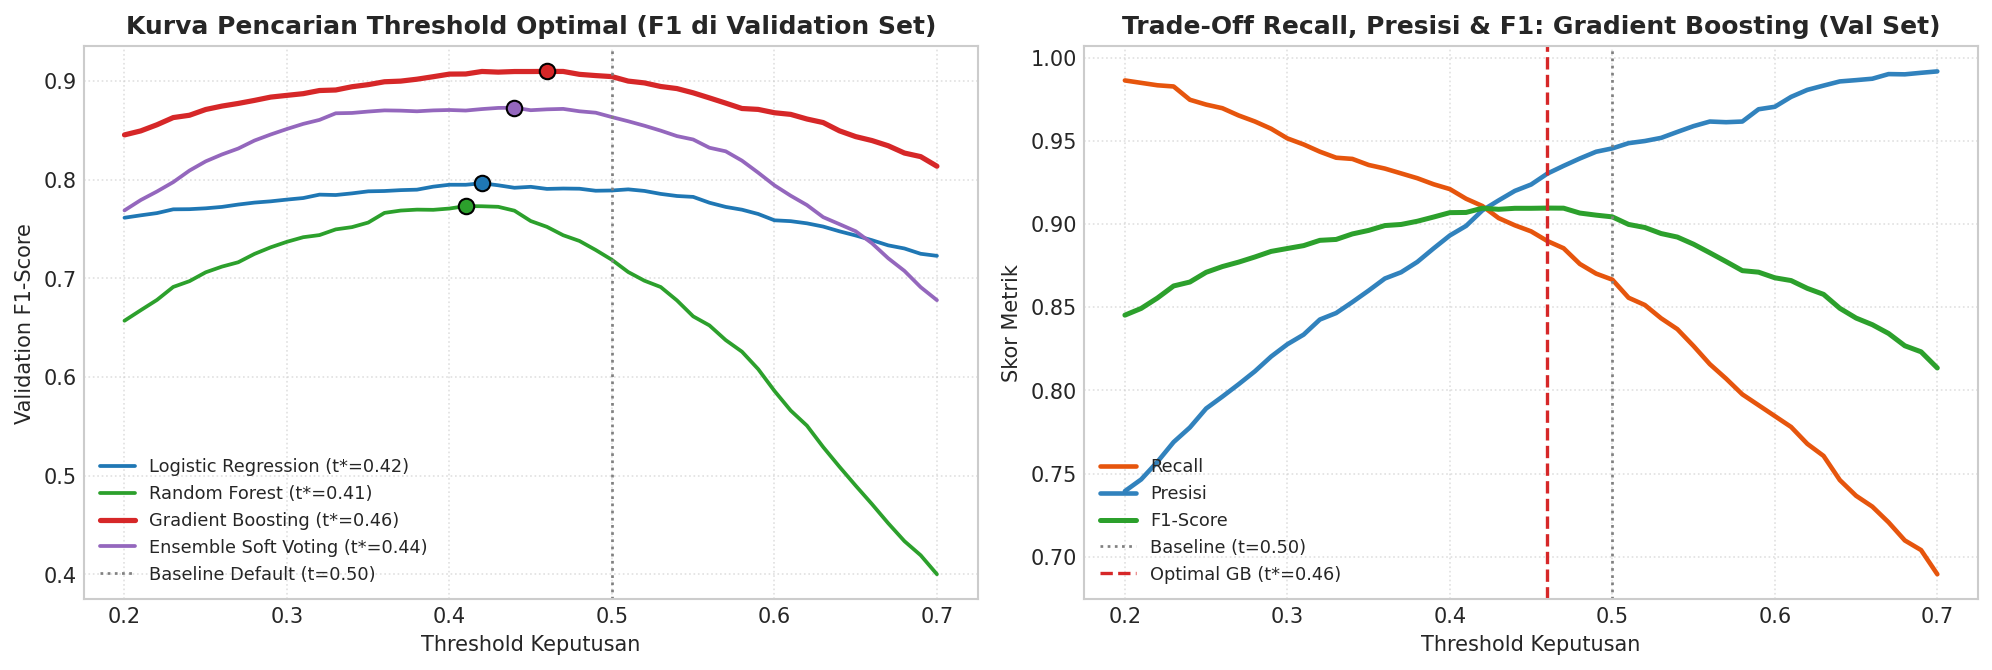 Kurva Pencarian Threshold Optimal (F1 di Validation Set)
Validation F1-Score
0.9
0.8
0.7
0.6
0.5
0.4
Logistic Regression (t*=0.42)
Random Forest (t*=0.41)
Gradient Boosting (t*=0.46)
Ensemble Soft Voting (t*=0.44)
Baseline Default (t=0.50)
0.2 0.3 0.4 0.5 0.6 0.7
Threshold Keputusan
Trade-Off Recall, Presisi & F1: Gradient Boosting (Val Set)
Skor Metrik
1.00
0.95
0.90
0.85
0.80
0.75
0.70
Recall
Presisi
F1-Score
Baseline (t=0.50)
Optimal GB (t*=0.46)
0.2 0.3 0.4 0.5 0.6 0.7
Threshold Keputusan